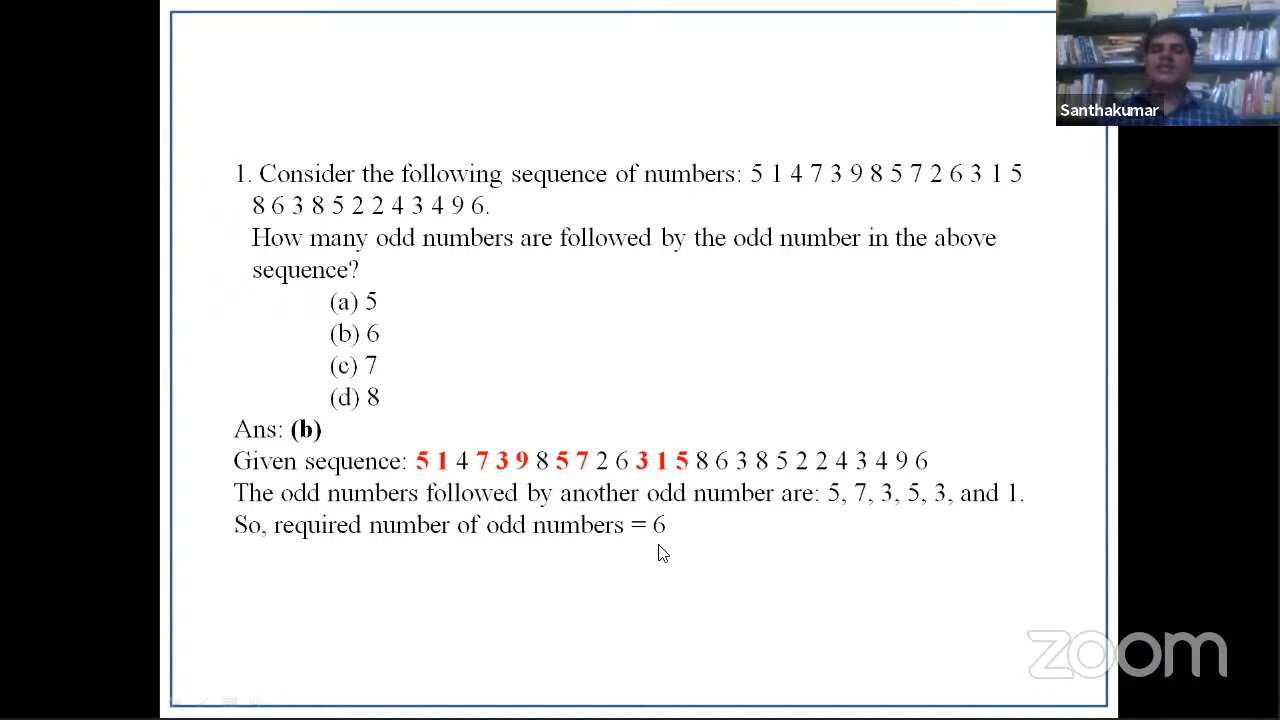 Santhakumar
1. Consider the following sequence of numbers: 5 1 4 7 3 9 8 5 7 2 6 3 1 5
8 6 3 8 5 2 2 4 3 4 9 6.
How many odd numbers are followed by the odd number in the above
sequence?
(a) 5
(b) 6
(c) 7
(d) 8
Ans: (b)
Given sequence: 5 1 4 7 3 9 8 5 7 2 6 3 1 5 8 6 3 8 5 2 2 4 3 4 9 6
The odd numbers followed by another odd number are: 5, 7, 3, 5, 3, and 1.
So, required number of odd numbers = 6
zoom